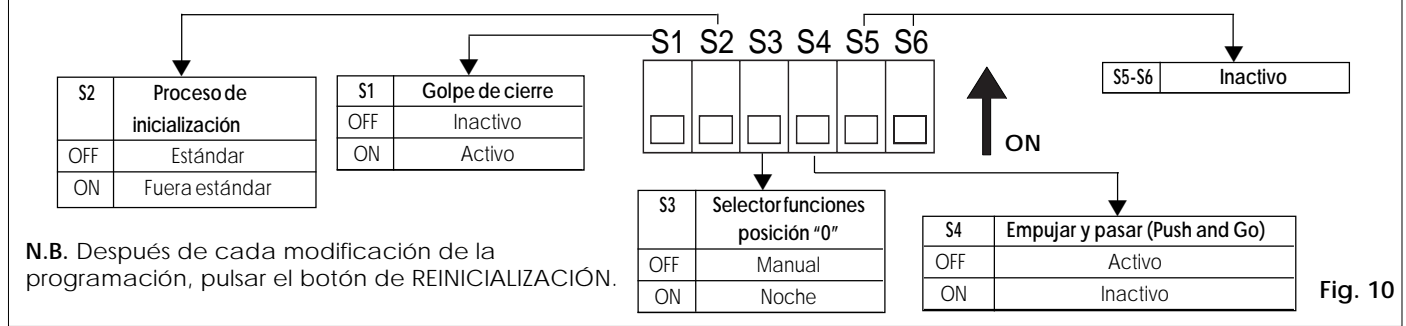 S1 S2 S3 S4 S5 S6
S2 Proceso de
inicialización
OFF Estándar
ON Fuera estándar
S1 Golpe de cierre
OFF Inactivo
ON Activo
ON
S5-S6 Inactivo
S3 Selector funciones
posición "0"
OFF Manual
ON Noche
S4 Empujar y pasar (Push and Go)
OFF Activo
ON Inactivo
N.B. Después de cada modificación de la
programación, pulsar el botón de REINICIALIZACIÓN.
Fig. 10